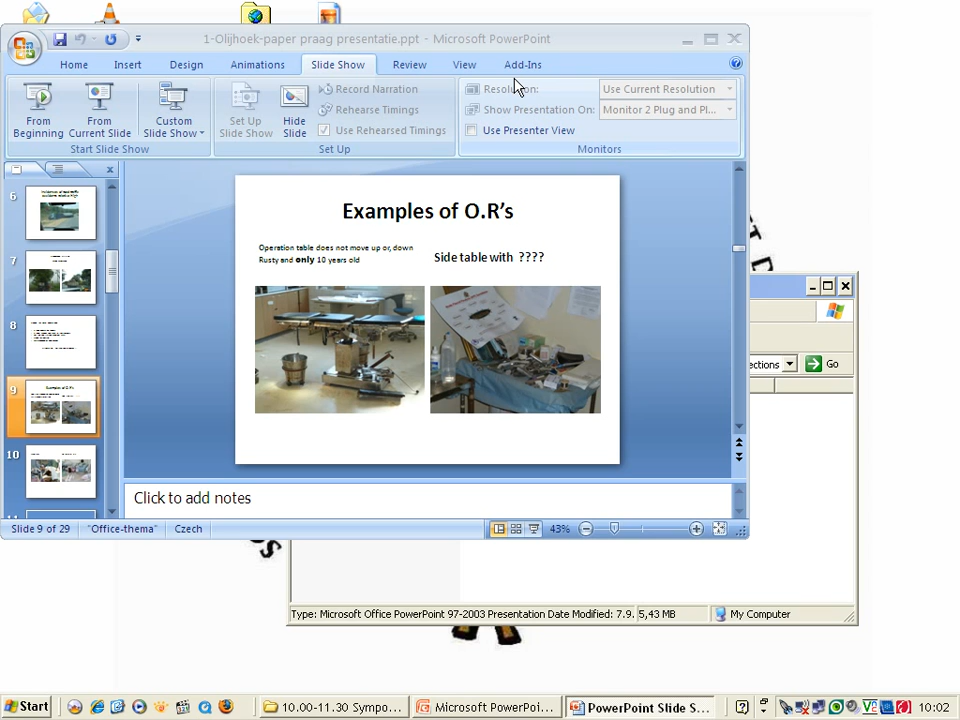 1-Olijhoek-paper praag presentatie.ppt - Microsoft PowerPoint
Home Insert Design Animations Slide Show Review View Add-Ins
From Beginning
From Current Slide
Custom Slide Show
Start Slide Show
Set Up Slide Show
Hide Slide
Record Narration
Rehearse Timings
Use Rehearsed Timings
Set Up
Resolution: Use Current Resolution
Show Presentation On: Monitor 2 Plug and Pl...
Use Presenter View
Monitors
6
7
8
9
10
Examples of O.R's
Operation table does not move up or, down
Rusty and only 10 years old
Side table with ????
Click to add notes
Slide 9 of 29 "Office-thema" Czech 43%
Go
Type: Microsoft Office PowerPoint 97-2003 Presentation Date Modified: 7.9. 5,43 MB My Computer
Start 10.00-11.30 Sympo... Microsoft PowerPoi... PowerPoint Slide S... 10:02